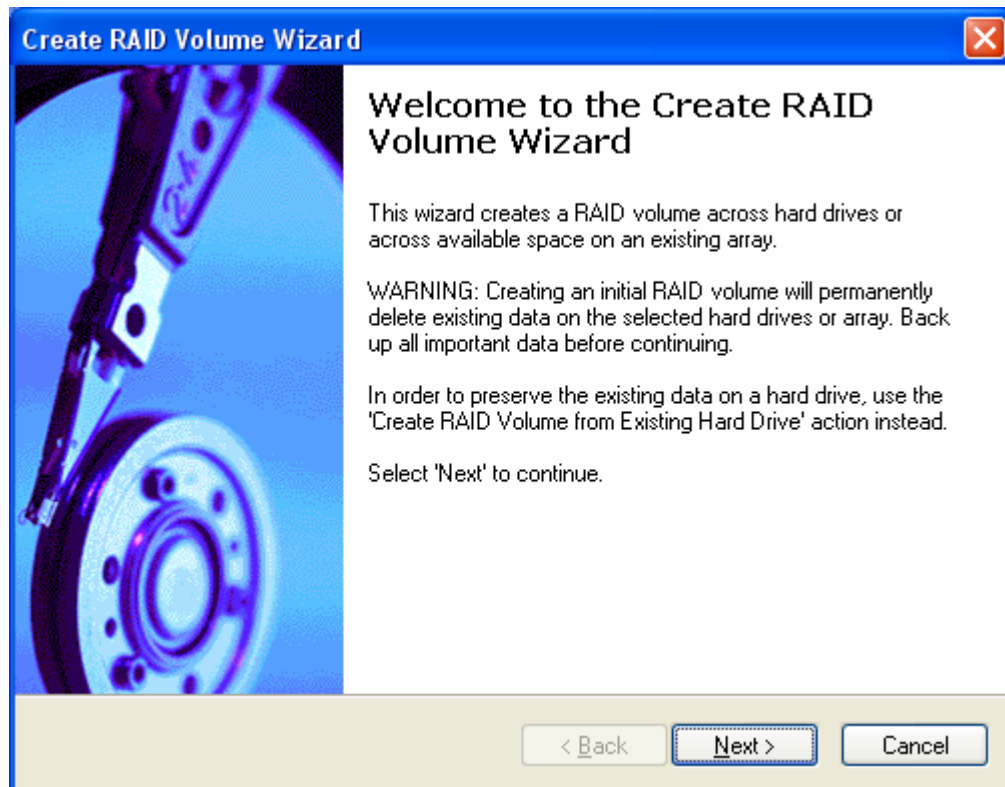 Create RAID Volume Wizard
Welcome to the Create RAID
Volume Wizard
This wizard creates a RAID volume across hard drives or
across available space on an existing array.
WARNING: Creating an initial RAID volume will permanently
delete existing data on the selected hard drives or array. Back
up all important data before continuing.
In order to preserve the existing data on a hard drive, use the
'Create RAID Volume from Existing Hard Drive' action instead.
Select 'Next' to continue.
< Back
Next >
Cancel